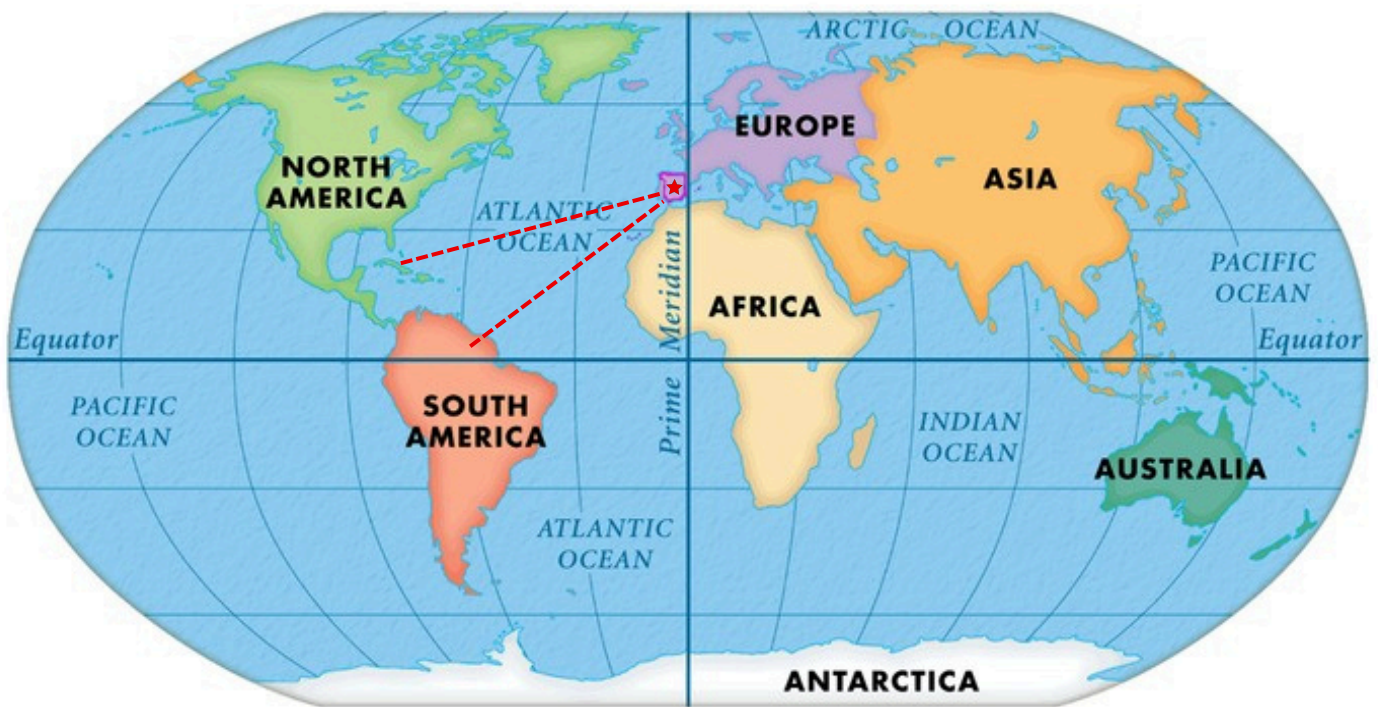 ARCTIC OCEAN
NORTH
AMERICA
EUROPE
ASIA
ATLANTIC
OCEAN
PACIFIC
OCEAN
AFRICA
Meridian
Equator
Equator
PACIFIC
OCEAN
SOUTH
AMERICA
Prime
INDIAN
OCEAN
AUSTRALIA
ATLANTIC
OCEAN
ANTARCTICA